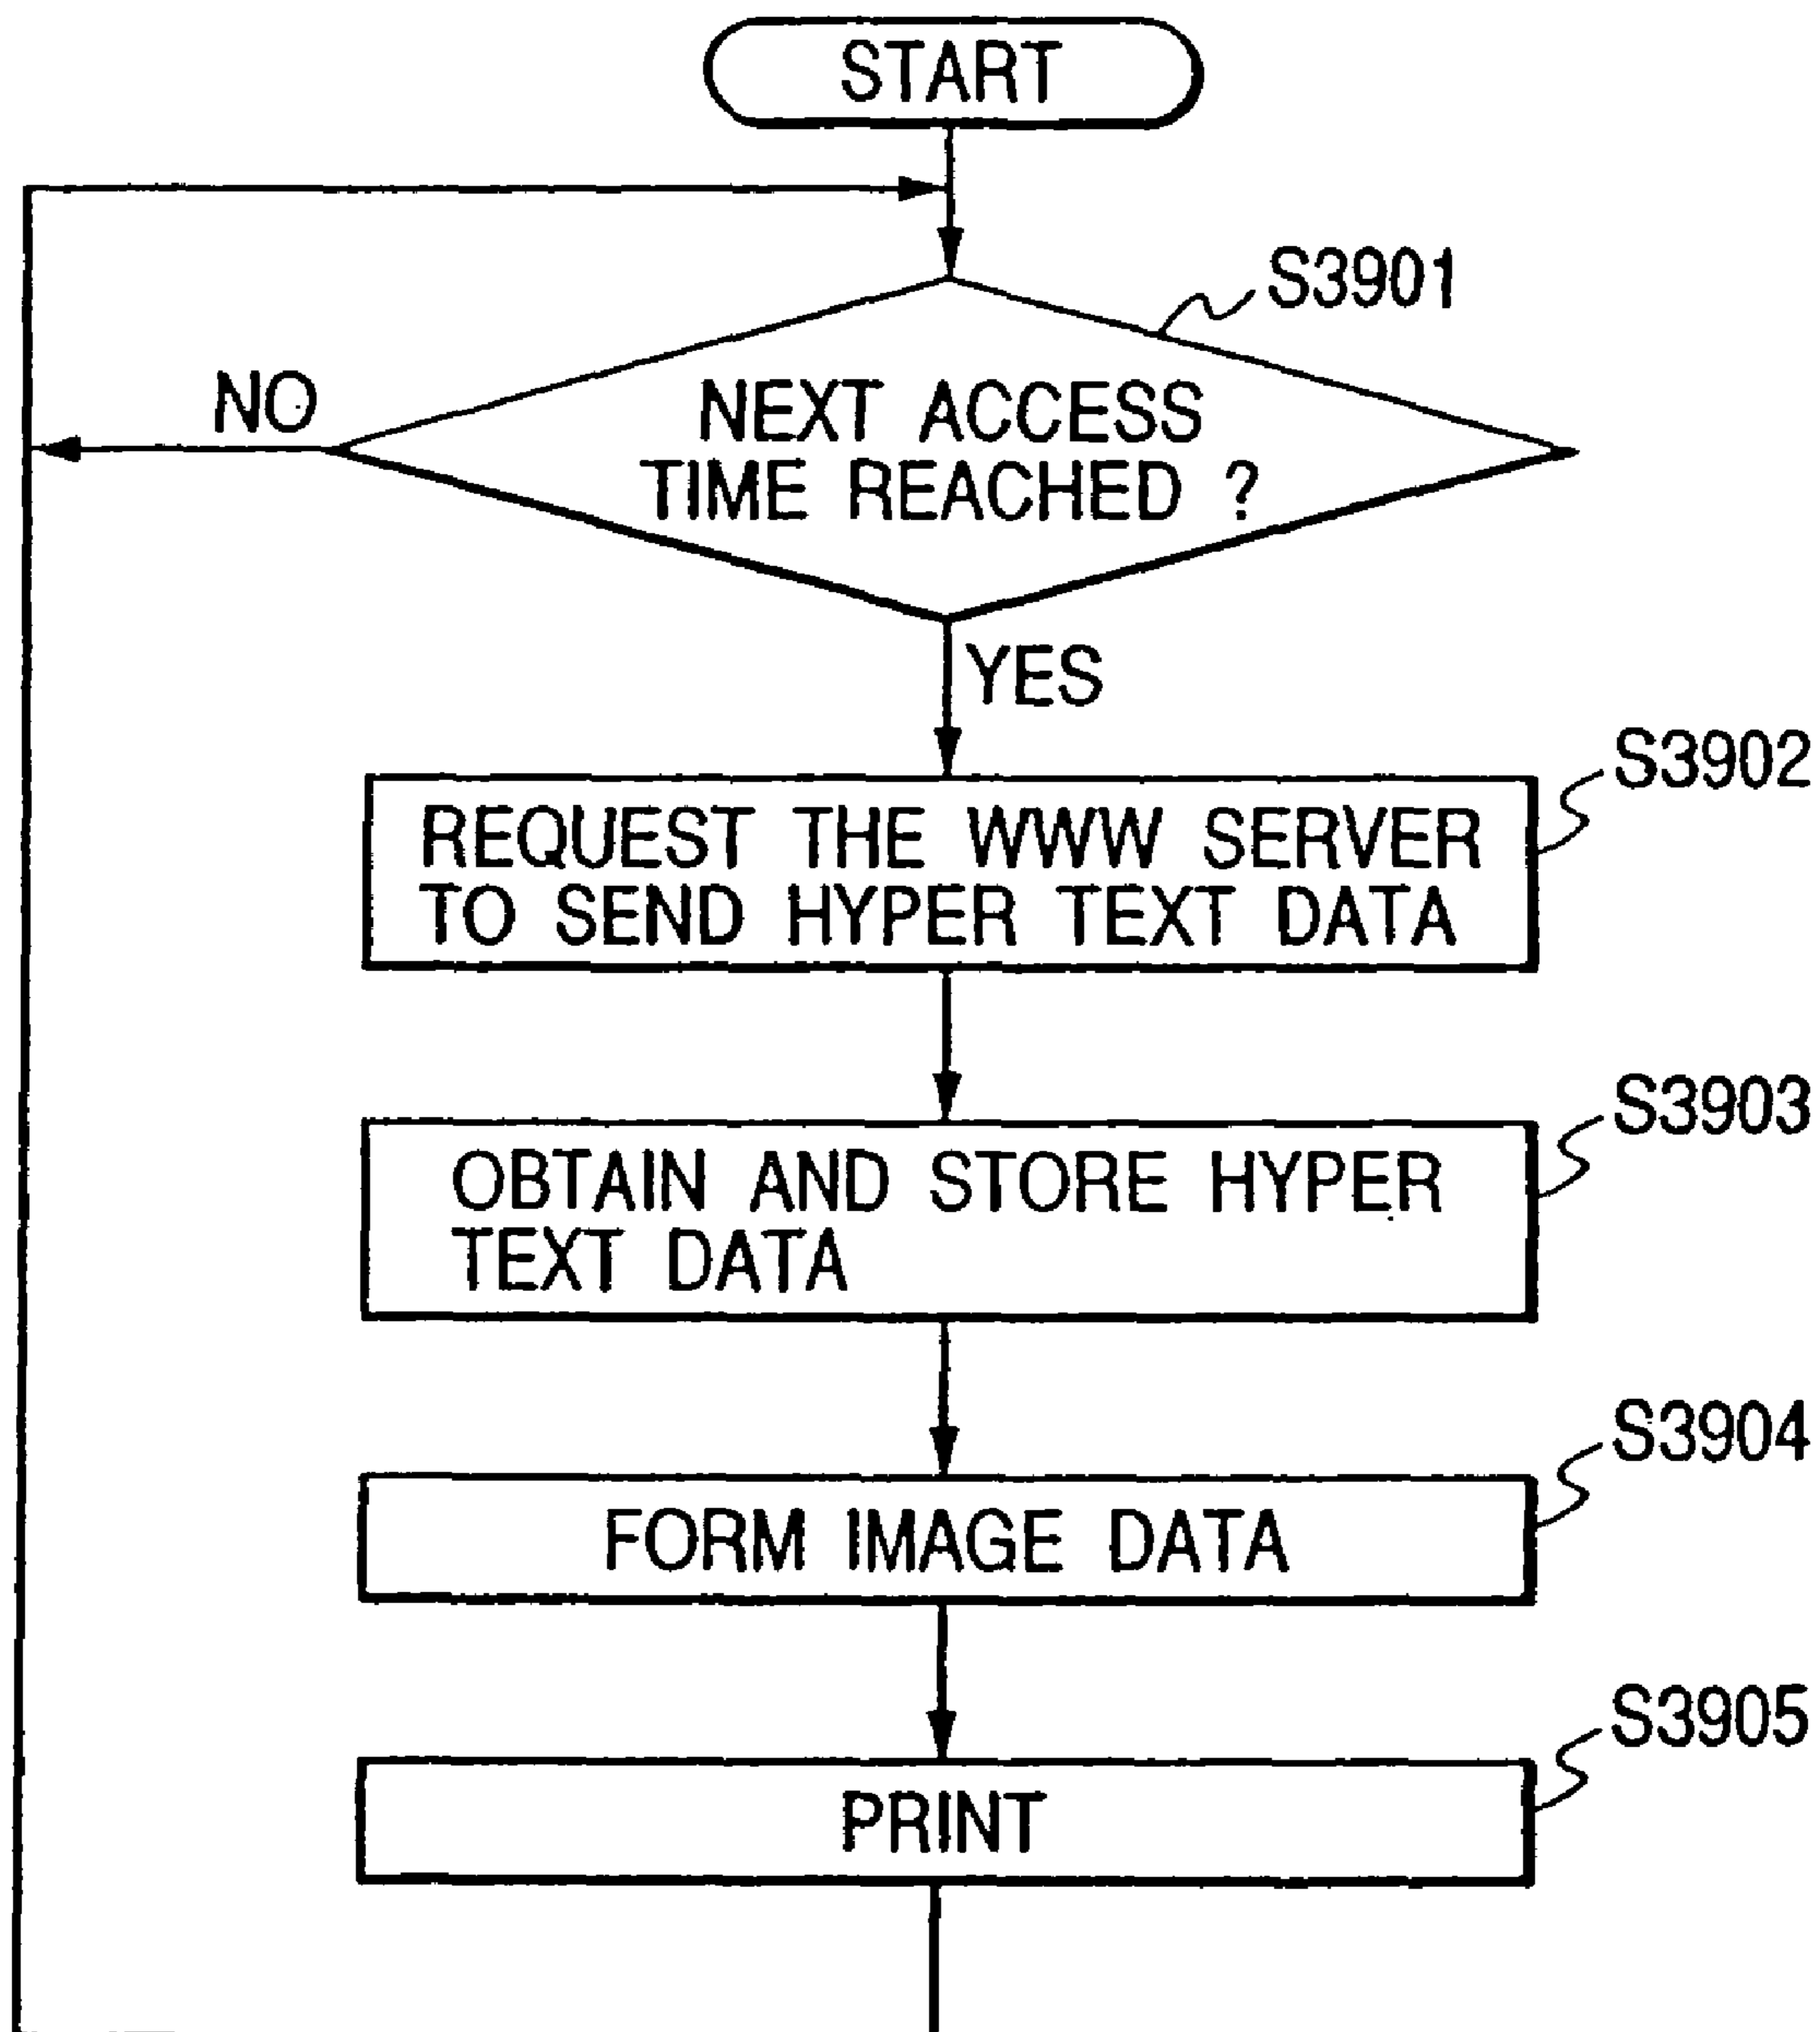 START
S3901
NO
NEXT ACCESS
TIME REACHED ?
YES
S3902
REQUEST THE WWW SERVER
TO SEND HYPER TEXT DATA
S3903
OBTAIN AND STORE HYPER
TEXT DATA
S3904
FORM IMAGE DATA
S3905
PRINT